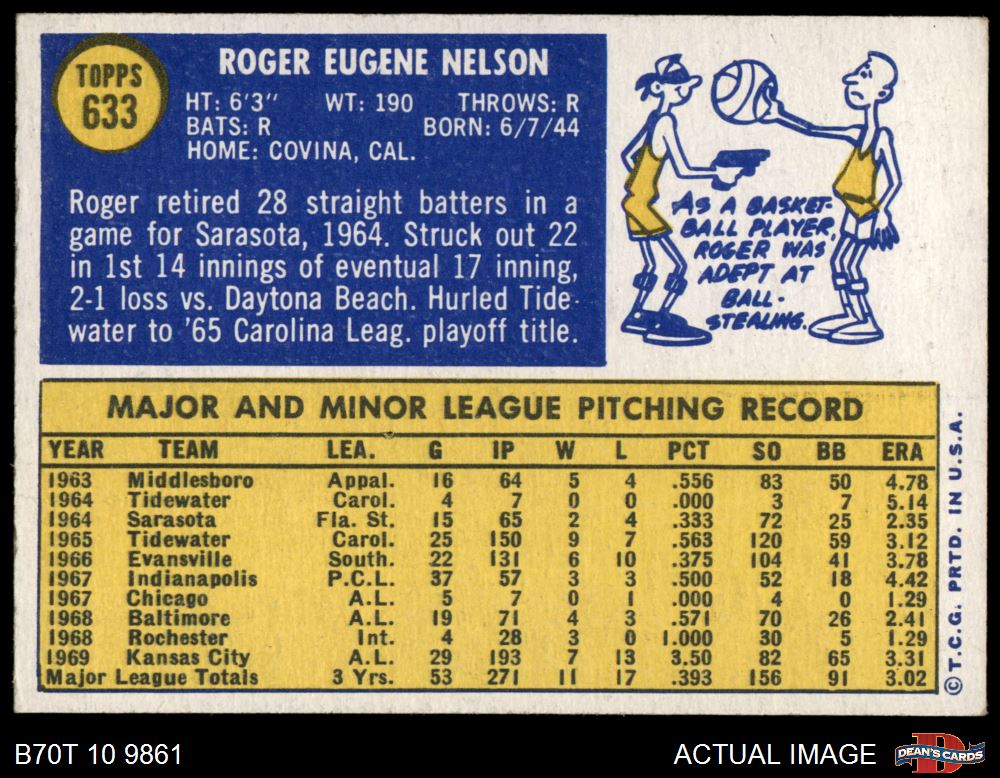 TOPPS
633
ROGER EUGENE NELSON
HT: 6'3" WT: 190 THROWS: R
BATS: R BORN: 6/7/44
HOME: COVINA, CAL.
Roger retired 28 straight batters in a
game for Sarasota, 1964. Struck out 22
in 1st 14 innings of eventual 17 inning,
2-1 loss vs. Daytona Beach. Hurled Tide-
water to '65 Carolina Leag. playoff title.
AS A BASKET-
BALL PLAYER,
ROGER WAS
ADEPT AT
BALL-
STEALING.
MAJOR AND MINOR LEAGUE PITCHING RECORD
YEAR TEAM LEA. G IP W L PCT SO BB ERA
1963 Middlesboro Appal. 16 64 5 4 .556 83 50 4.78
1964 Tidewater Carol. 4 7 0 0 .000 3 7 5.14
1964 Sarasota Fla. St. 15 65 2 4 .333 72 25 2.35
1965 Tidewater Carol. 25 150 9 7 .563 120 59 3.12
1966 Evansville South. 22 131 6 10 .375 104 41 3.78
1967 Indianapolis P.C.L. 37 57 3 3 .500 52 18 4.42
1967 Chicago A.L. 5 7 0 1 .000 4 0 1.29
1968 Baltimore A.L. 19 71 4 3 .571 70 26 2.41
1968 Rochester Int. 4 28 3 0 1.000 30 5 1.29
1969 Kansas City A.L. 29 193 7 13 3.50 82 65 3.31
Major League Totals 3 Yrs. 53 271 11 17 .393 156 91 3.02
©T.C.G. PRTD. IN U.S.A.
B70T 10 9861 ACTUAL IMAGE DEAN'S CARDS